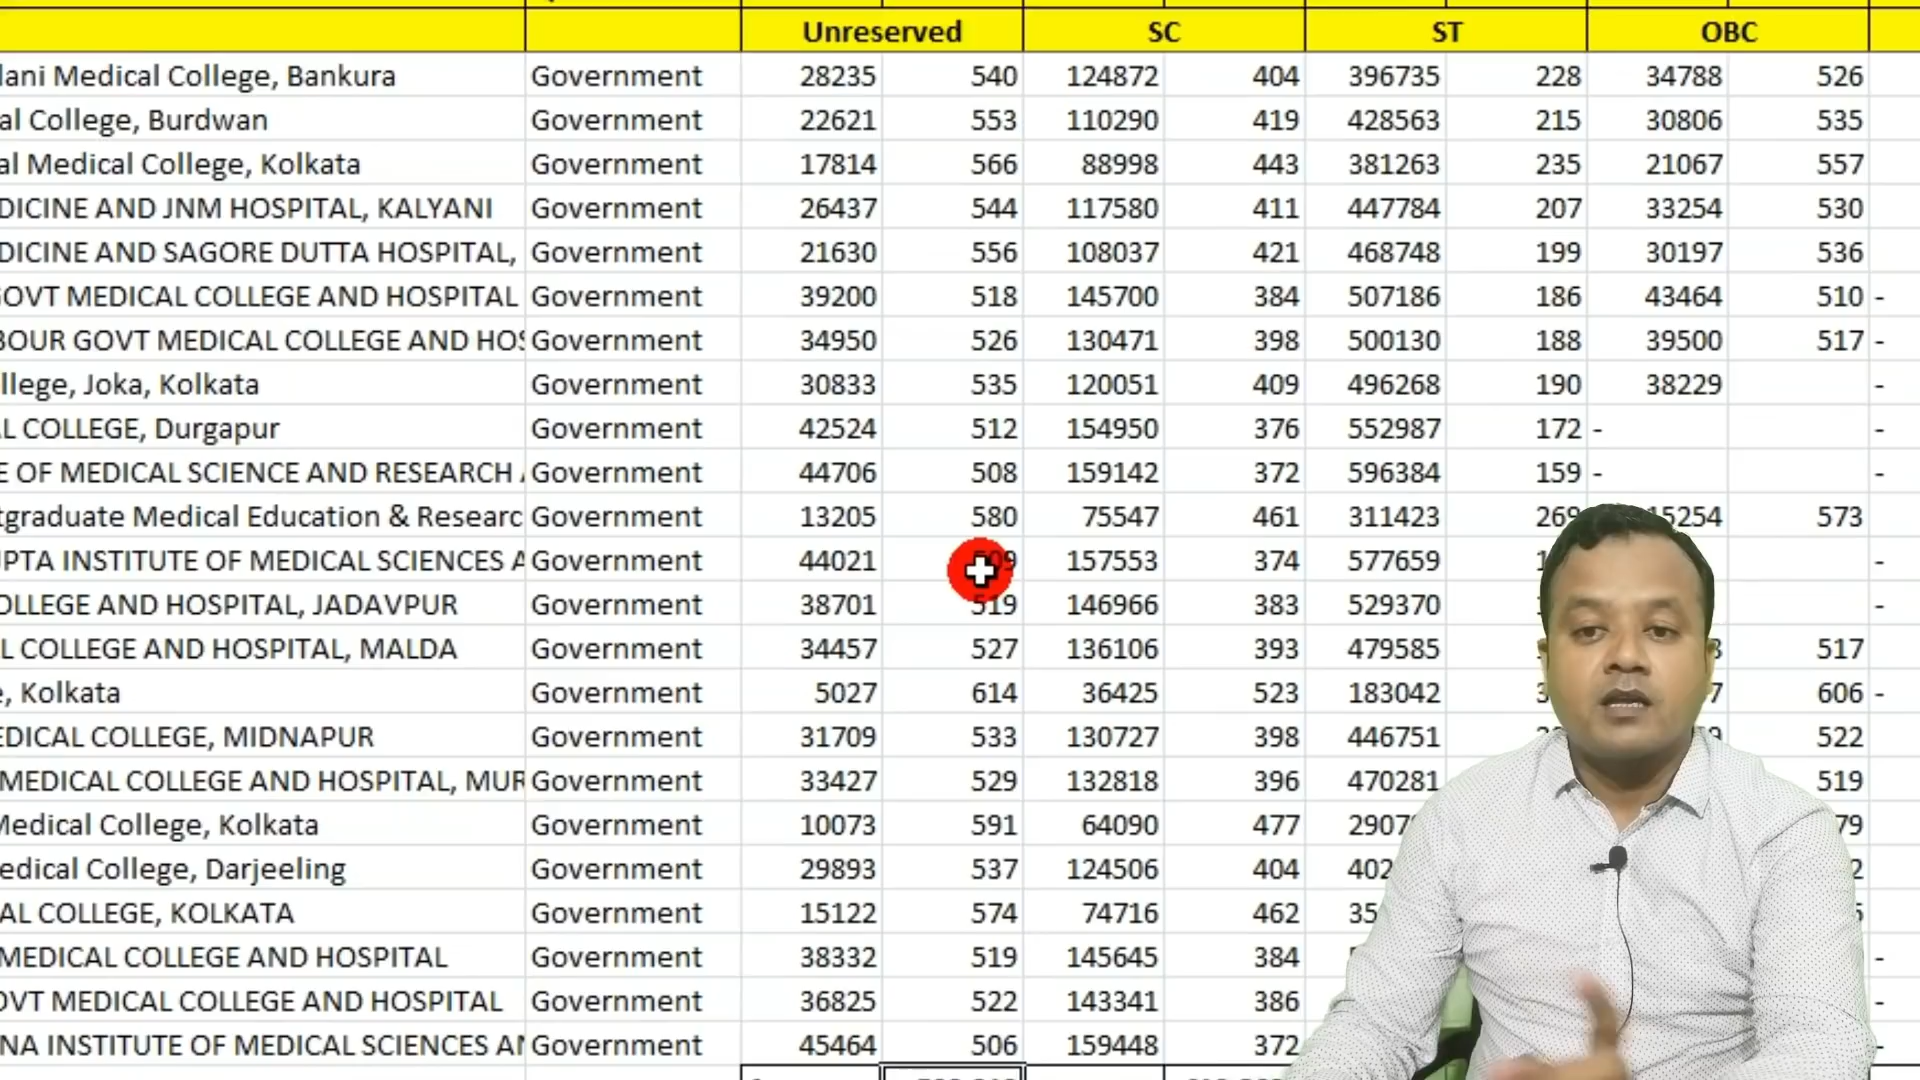 Unreserved SC ST OBC
lani Medical College, Bankura Government 28235 540 124872 404 396735 228 34788 526
al College, Burdwan Government 22621 553 110290 419 428563 215 30806 535
al Medical College, Kolkata Government 17814 566 88998 443 381263 235 21067 557
DICINE AND JNM HOSPITAL, KALYANI Government 26437 544 117580 411 447784 207 33254 530
DICINE AND SAGORE DUTTA HOSPITAL, Government 21630 556 108037 421 468748 199 30197 536
GOVT MEDICAL COLLEGE AND HOSPITAL Government 39200 518 145700 384 507186 186 43464 510 -
BOUR GOVT MEDICAL COLLEGE AND HOS Government 34950 526 130471 398 500130 188 39500 517 -
llege, Joka, Kolkata Government 30833 535 120051 409 496268 190 38229 -
L COLLEGE, Durgapur Government 42524 512 154950 376 552987 172 - -
E OF MEDICAL SCIENCE AND RESEARCH Government 44706 508 159142 372 596384 159 - -
tgraduate Medical Education & Researc Government 13205 580 75547 461 311423 269 15254 573
UPTA INSTITUTE OF MEDICAL SCIENCES A Government 44021 157553 374 577659 -
OLLEGE AND HOSPITAL, JADAVPUR Government 38701 519 146966 383 529370 -
L COLLEGE AND HOSPITAL, MALDA Government 34457 527 136106 393 479585 517
e, Kolkata Government 5027 614 36425 523 183042 606 -
EDICAL COLLEGE, MIDNAPUR Government 31709 533 130727 398 446751 522
MEDICAL COLLEGE AND HOSPITAL, MUR Government 33427 529 132818 396 470281 519
Medical College, Kolkata Government 10073 591 64090 477 2907 79
edical College, Darjeeling Government 29893 537 124506 404 402 2
AL COLLEGE, KOLKATA Government 15122 574 74716 462 35
MEDICAL COLLEGE AND HOSPITAL Government 38332 519 145645 384 -
OVT MEDICAL COLLEGE AND HOSPITAL Government 36825 522 143341 386 -
NA INSTITUTE OF MEDICAL SCIENCES AN Government 45464 506 159448 372 -